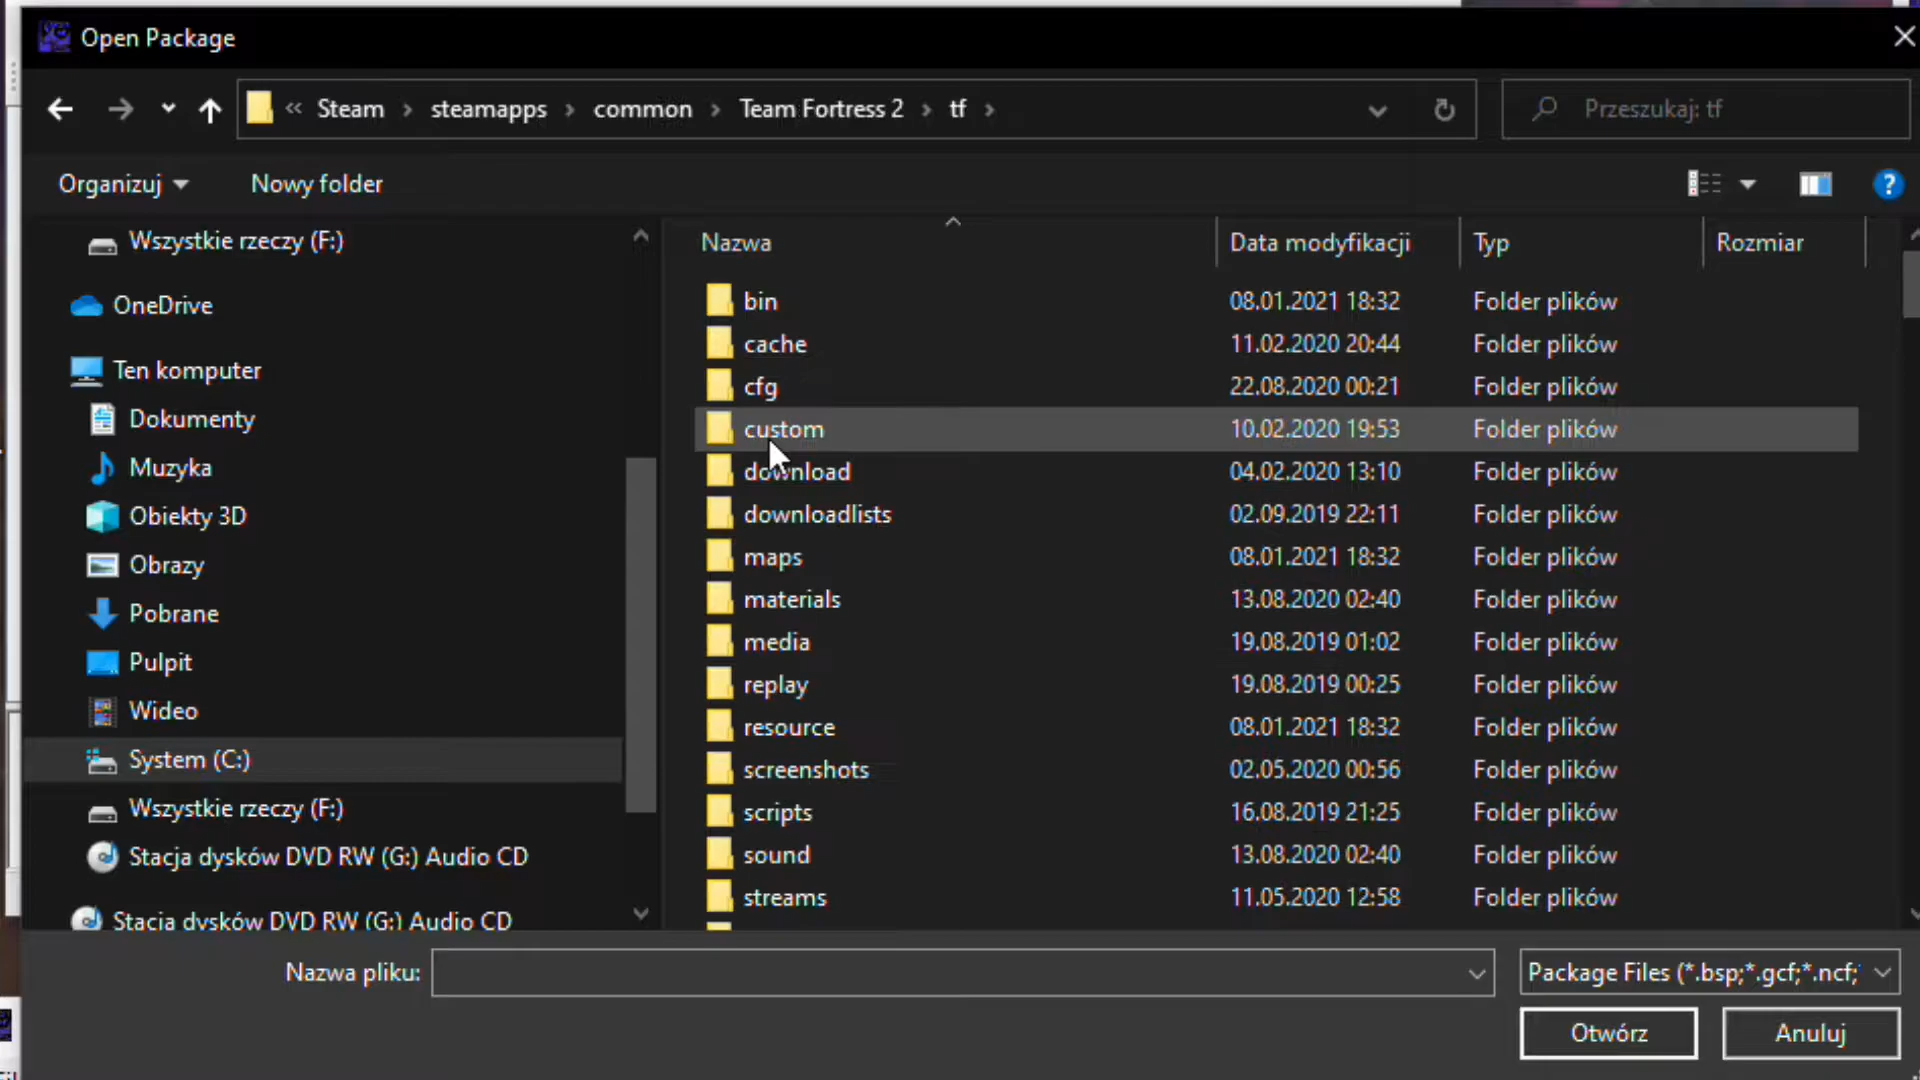 Open Package
« Steam › steamapps › common › Team Fortress 2 › tf ›
Przeszukaj: tf
Organizuj
Nowy folder
Wszystkie rzeczy (F:)
OneDrive
Ten komputer
Dokumenty
Muzyka
Obiekty 3D
Obrazy
Pobrane
Pulpit
Wideo
System (C:)
Wszystkie rzeczy (F:)
Stacja dysków DVD RW (G:) Audio CD
Stacja dysków DVD RW (G:) Audio CD
Nazwa Data modyfikacji Typ Rozmiar
bin 08.01.2021 18:32 Folder plików
cache 11.02.2020 20:44 Folder plików
cfg 22.08.2020 00:21 Folder plików
custom 10.02.2020 19:53 Folder plików
download 04.02.2020 13:10 Folder plików
downloadlists 02.09.2019 22:11 Folder plików
maps 08.01.2021 18:32 Folder plików
materials 13.08.2020 02:40 Folder plików
media 19.08.2019 01:02 Folder plików
replay 19.08.2019 00:25 Folder plików
resource 08.01.2021 18:32 Folder plików
screenshots 02.05.2020 00:56 Folder plików
scripts 16.08.2019 21:25 Folder plików
sound 13.08.2020 02:40 Folder plików
streams 11.05.2020 12:58 Folder plików
Nazwa pliku:
Package Files (*.bsp;*.gcf;*.ncf;
Otwórz
Anuluj